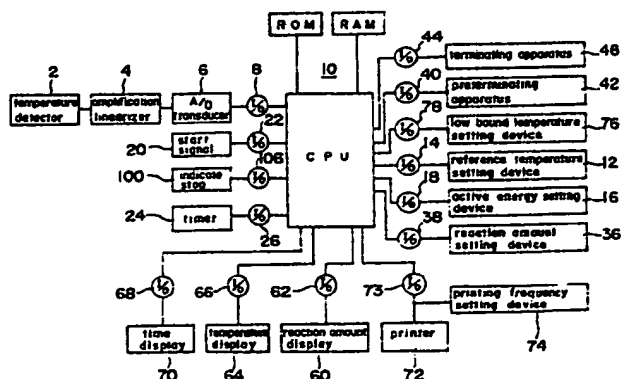 ROM
RAM
2
4
6
8
10
44
terminating apparatus
48
temperature
detector
amplification
linearizer
A/D
transducer
I/O
I/O
40
preterminating
apparatus
42
22
78
low bound temperature
setting device
76
20
start
signal
I/O
CPU
I/O
14
reference temperature
setting device
12
106
I/O
100
indicate stop
I/O
18
active energy setting
device
16
I/O
24
timer
I/O
26
38
I/O
reaction amount
setting device
36
68
I/O
66
I/O
62
I/O
73
I/O
printing frequency
setting device
74
time
display
70
temperature
display
64
reaction amount
display
60
printer
72